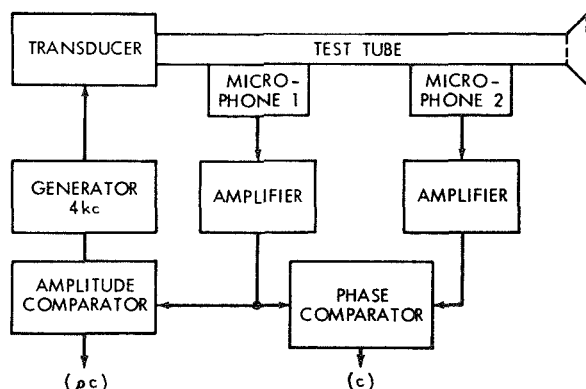 TRANSDUCER
TEST TUBE
MICRO-
PHONE 1
MICRO-
PHONE 2
GENERATOR
4kc
AMPLIFIER
AMPLIFIER
AMPLITUDE
COMPARATOR
PHASE
COMPARATOR
(ρc)
(c)